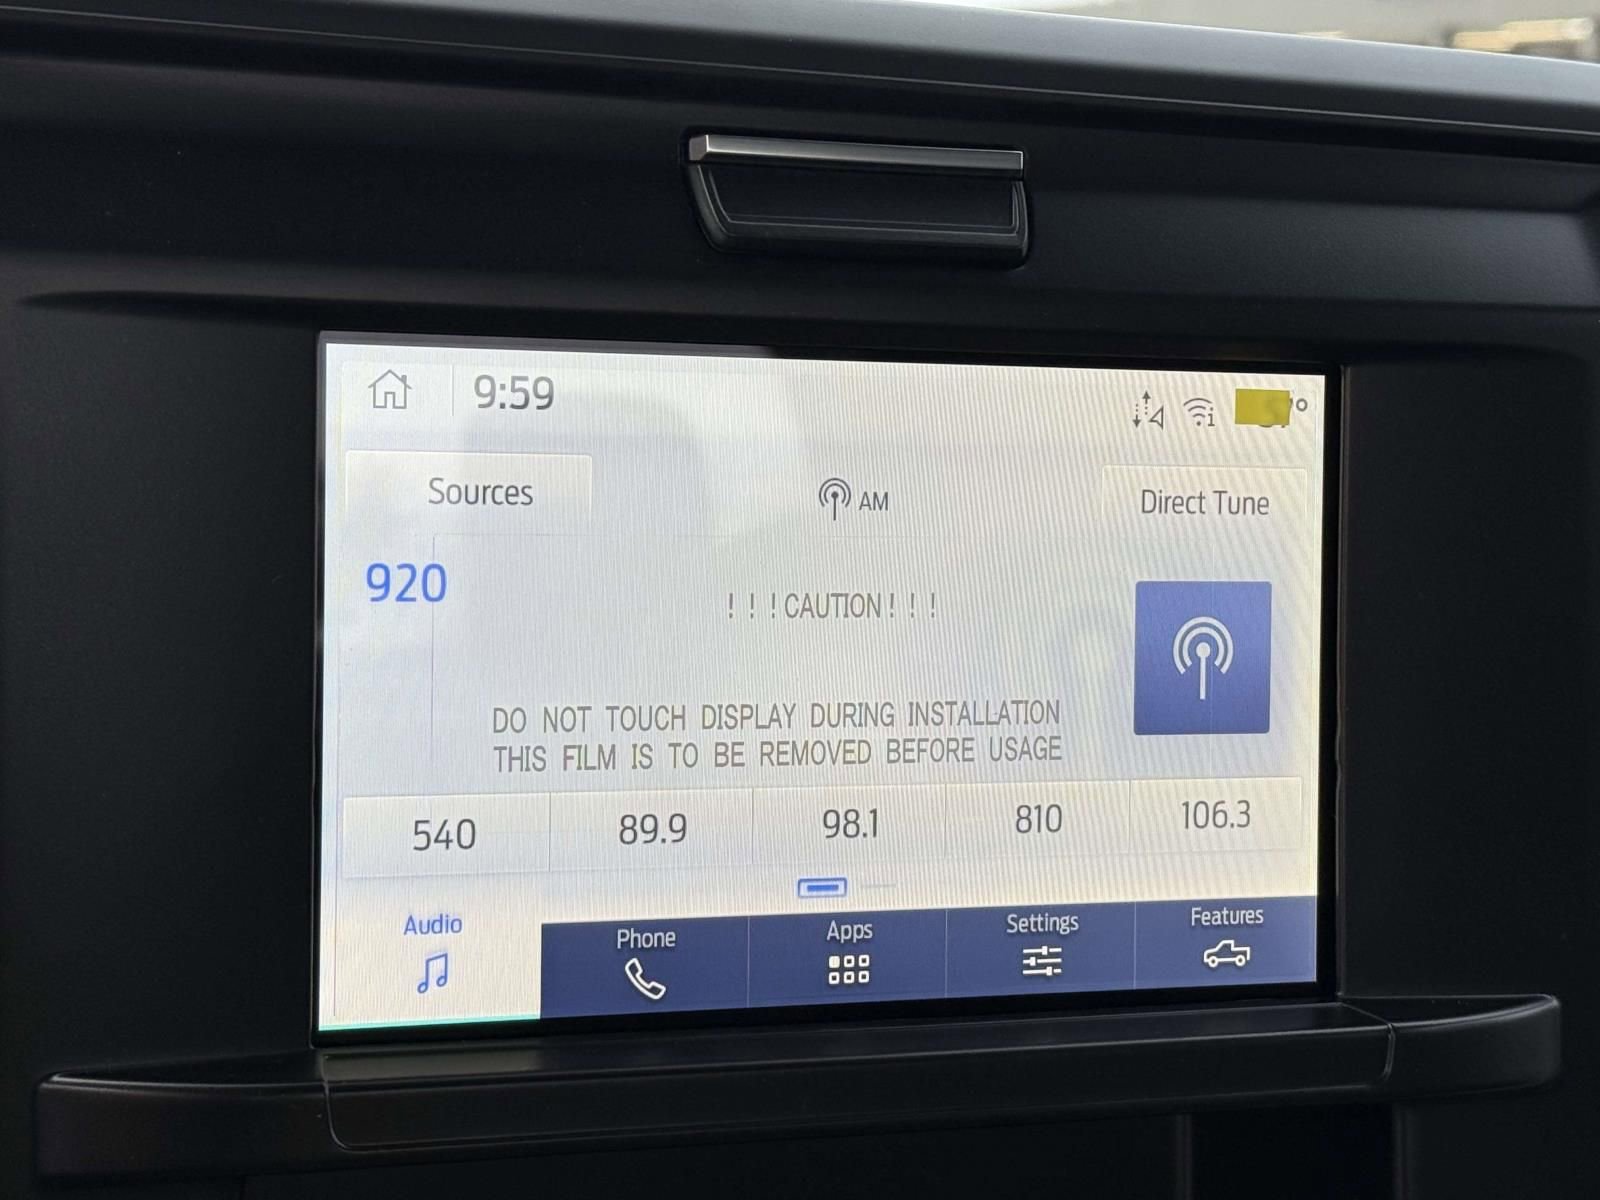 9:59
Sources
AM
Direct Tune
920
! ! ! CAUTION ! ! !
DO NOT TOUCH DISPLAY DURING INSTALLATION
THIS FILM IS TO BE REMOVED BEFORE USAGE
540 89.9 98.1 810 106.3
Audio Phone Apps Settings Features